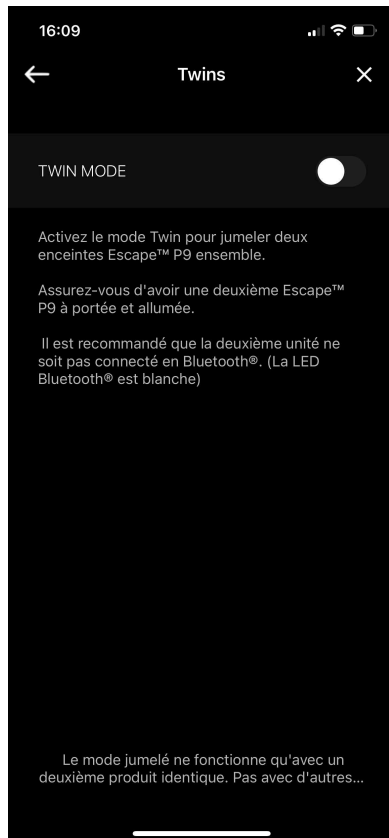 16:09
Twins
TWIN MODE
Activez le mode Twin pour jumeler deux
enceintes Escape™ P9 ensemble.
Assurez-vous d'avoir une deuxième Escape™
P9 à portée et allumée.
Il est recommandé que la deuxième unité ne
soit pas connecté en Bluetooth®. (La LED
Bluetooth® est blanche)
Le mode jumelé ne fonctionne qu'avec un
deuxième produit identique. Pas avec d'autres...